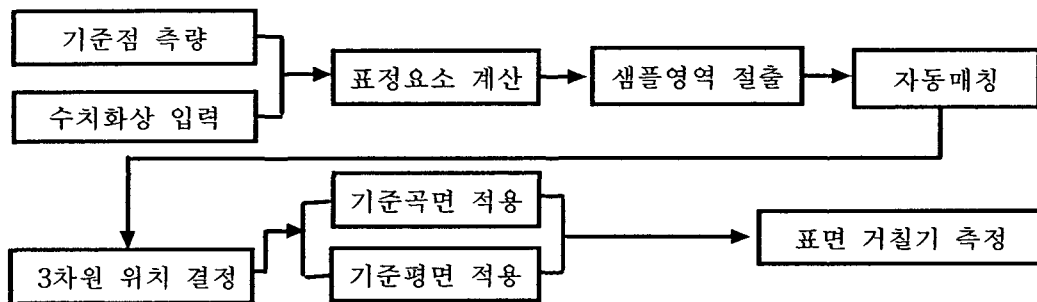 기준점 측량
수치화상 입력
표정요소 계산
샘플영역 절출
자동매칭
3차원 위치 결정
기준곡면 적용
기준평면 적용
표면 거칠기 측정